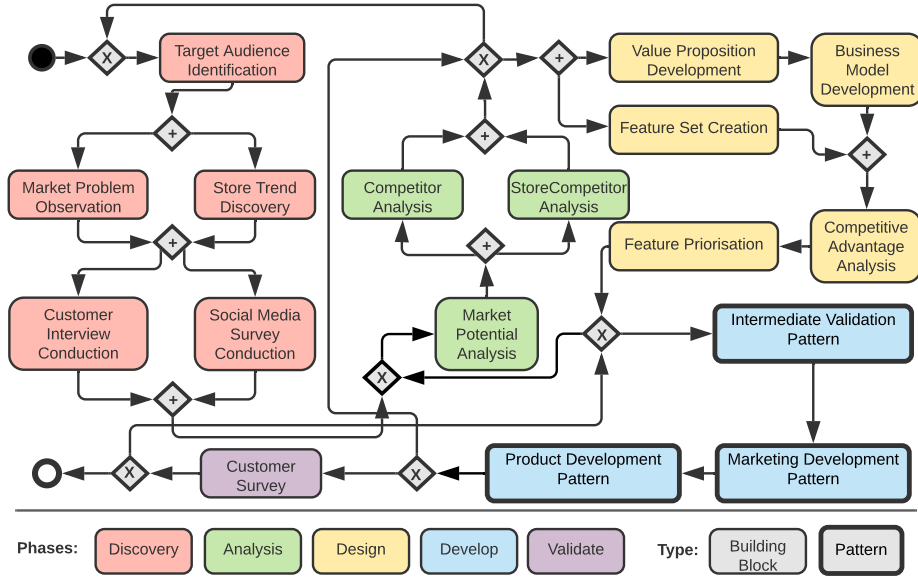 X
Target Audience
Identification
X
+
Value Proposition
Development
Business
Model
Development
+
+
Feature Set Creation
+
Market Problem
Observation
Store Trend
Discovery
Competitor
Analysis
StoreCompetitor
Analysis
+
+
Feature Priorisation
Competitive
Advantage
Analysis
Customer
Interview
Conduction
Social Media
Survey
Conduction
Market
Potential
Analysis
X
Intermediate Validation
Pattern
X
+
X
Customer
Survey
X
Product Development
Pattern
Marketing Development
Pattern
Phases:
Discovery
Analysis
Design
Develop
Validate
Type:
Building
Block
Pattern